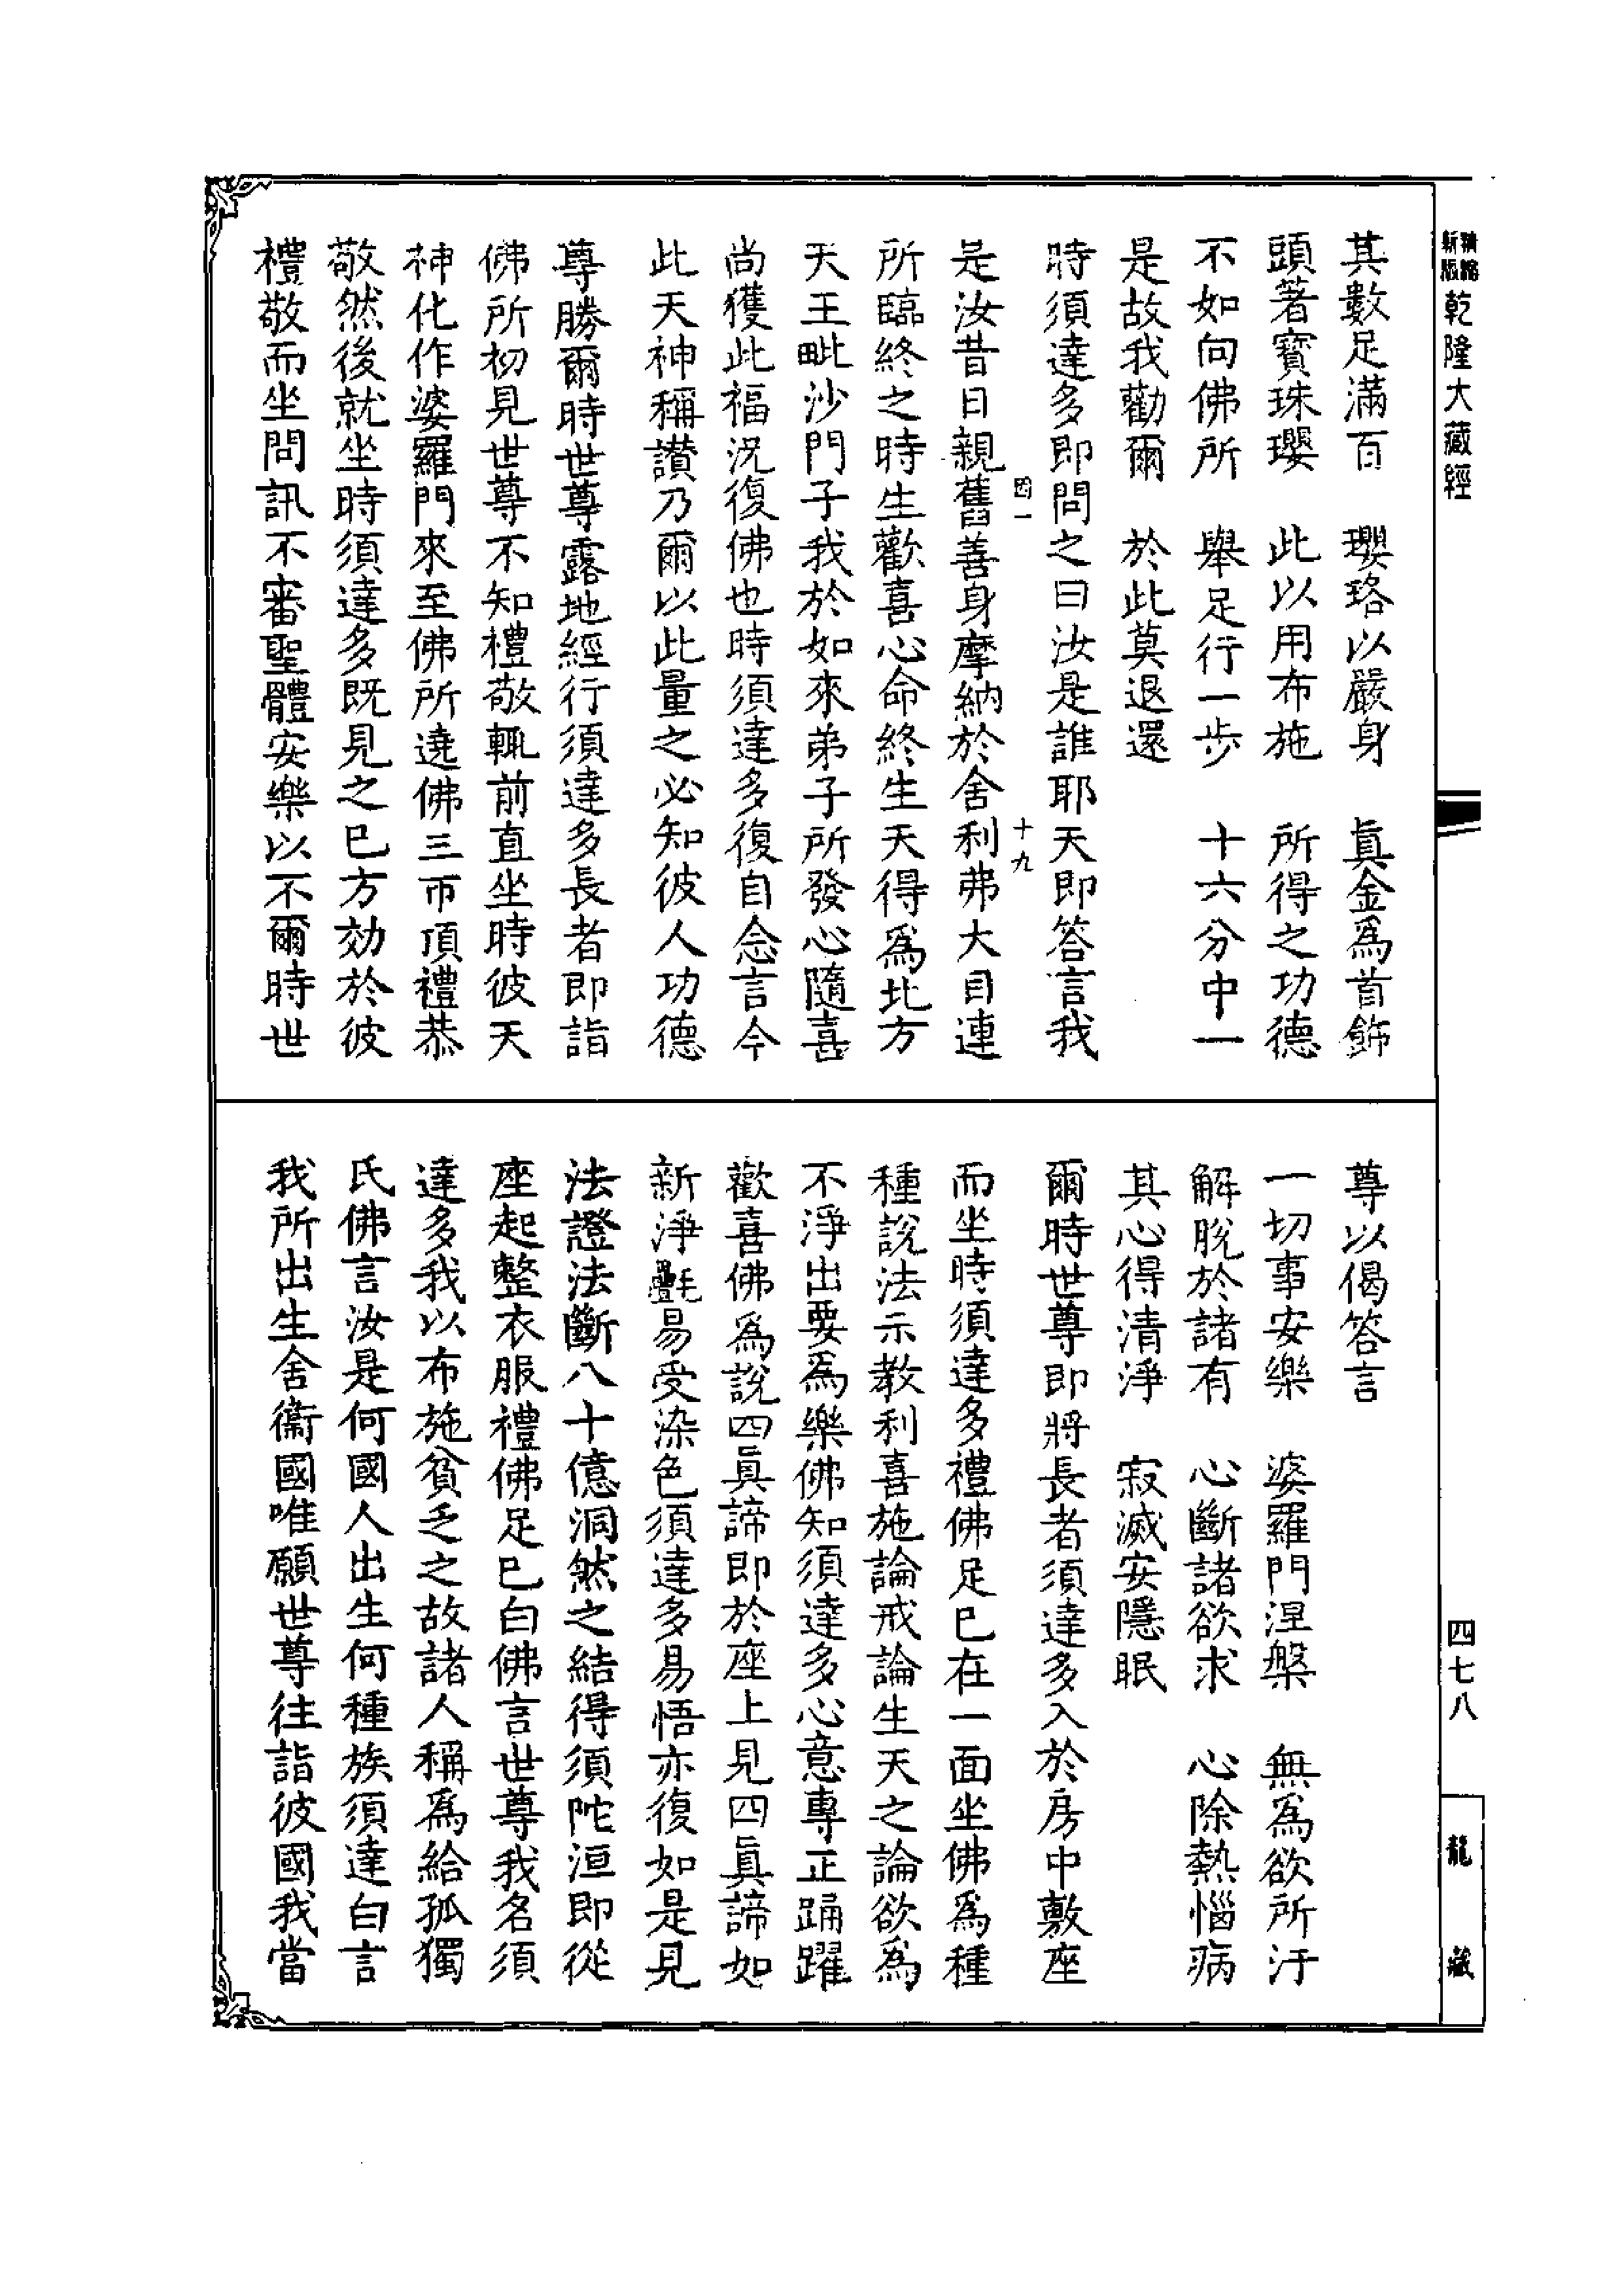 新版 精縮 乾隆大藏經
其數足滿百　瓔珞以嚴身　眞金爲首飾
頭著寳珠瓔　此以用布施　所得之功德
不如向佛所　舉足行一步　十六分中一
是故我勸爾　於此莫退還
時須達多即問之曰汝是誰耶天即答言我
四一　十九
是汝昔日親舊善身摩納於舍利弗大目連
所臨終之時生歡喜心命終生天得爲北方
天王毗沙門子我於如來弟子所發心隨喜
尚獲此福況復佛也時須達多復自念言今
此天神稱讃乃爾以此量之必知彼人功德
尊勝爾時世尊露地經行須達多長者即詣
佛所初見世尊不知禮敬輒前直坐時彼天
神化作婆羅門來至佛所遶佛三帀頂禮恭
敬然後就坐時須達多既見之已方効於彼
禮敬而坐問訊不審聖體安樂以不爾時世
尊以偈答言
一切事安樂　婆羅門涅槃　無爲欲所汙
解脫於諸有　心斷諸欲求　心除熱惱病
其心得清淨　寂滅安隱眠
爾時世尊即將長者須達多入於房中敷座
而坐時須達多禮佛足已在一面坐佛爲種
種說法示教利喜施論戒論生天之論欲爲
不淨出要爲樂佛知須達多心意專正踊躍
歡喜佛爲說四眞諦即於座上見四眞諦如
新淨氎易受染色須達多易悟亦復如是見
法證法斷八十億洞然之結得須陀洹即從
座起整衣服禮佛足已白佛言世尊我名須
達多我以布施貧乏之故諸人稱爲給孤獨
氏佛言汝是何國人出生何種族須達白言
我所出生舍衞國唯願世尊往詣彼國我當
四七八
龍藏